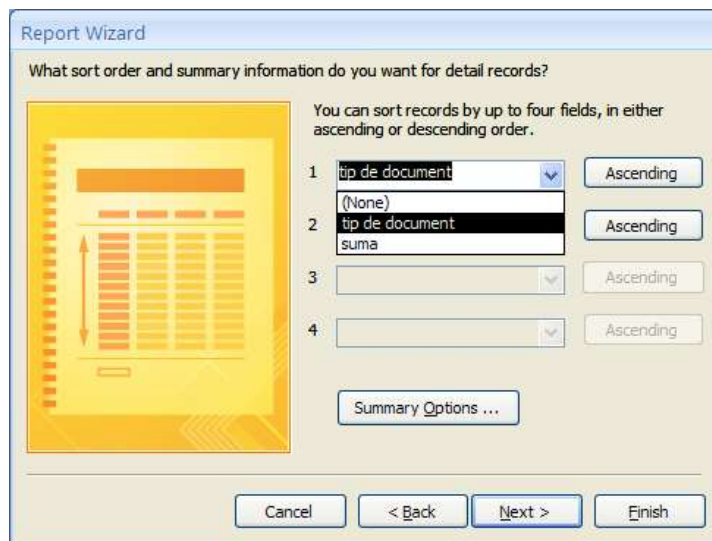 Report Wizard
What sort order and summary information do you want for detail records?
You can sort records by up to four fields, in either
ascending or descending order.
1 tip de document Ascending
(None)
2 tip de document Ascending
suma
3 Ascending
4 Ascending
Summary Options ...
Cancel < Back Next > Finish